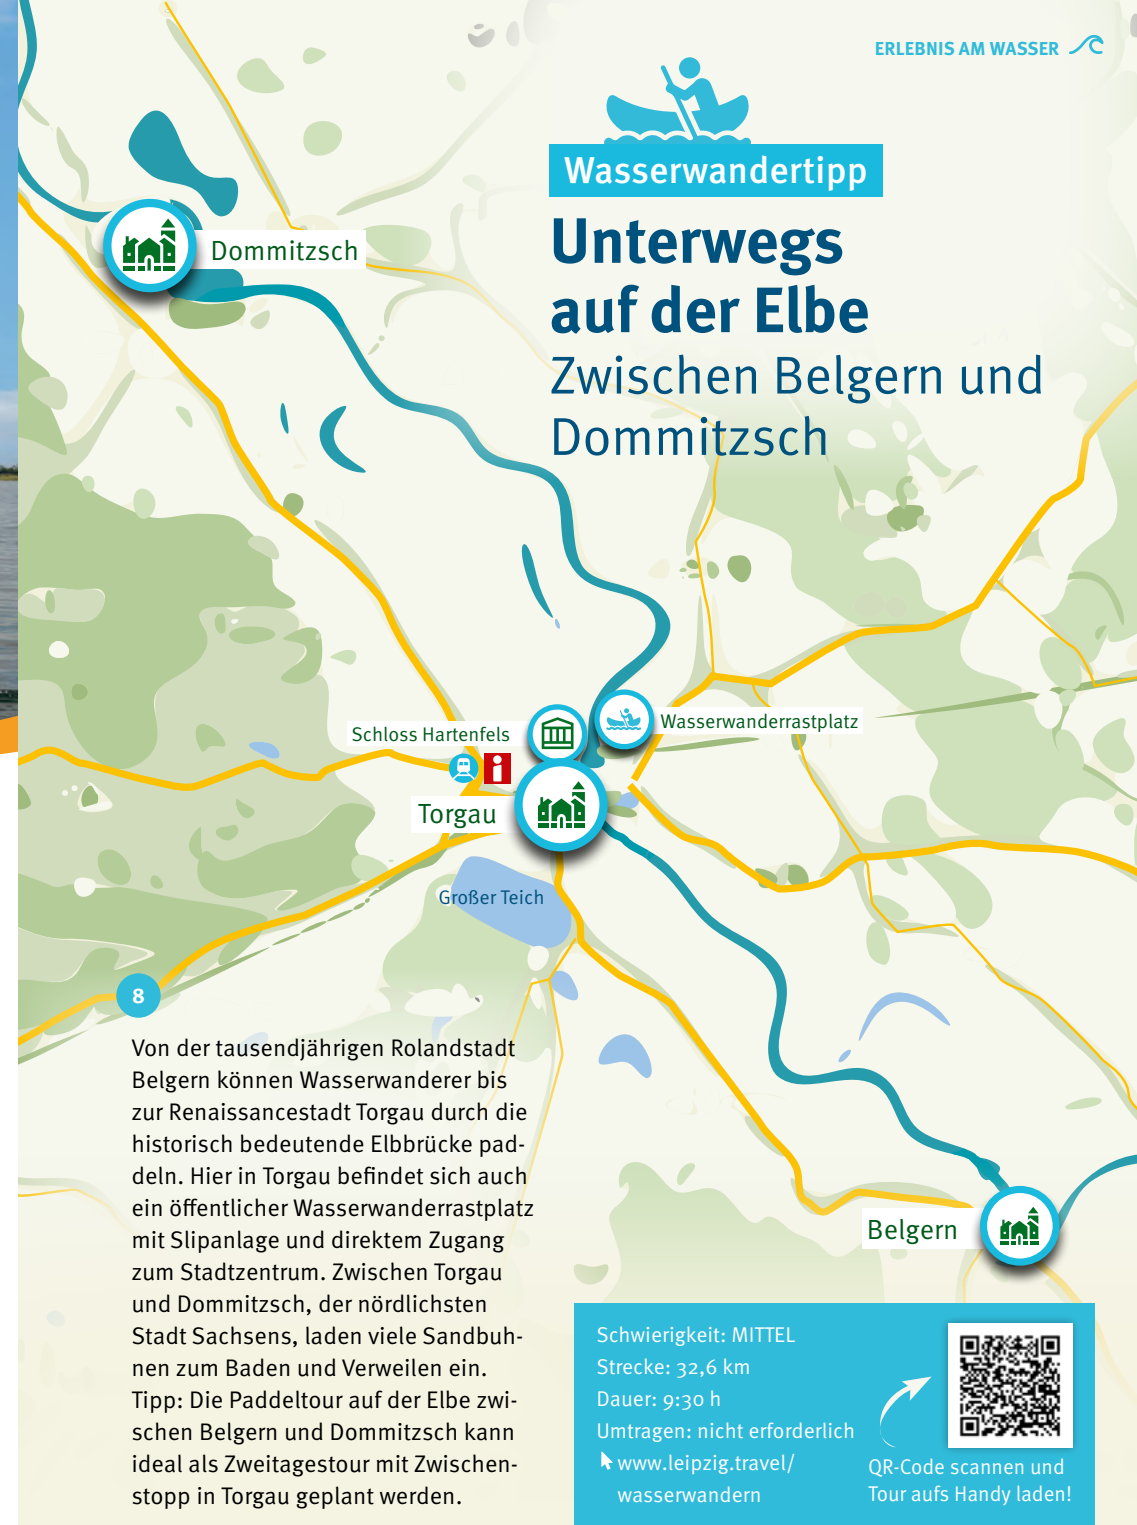 ERLEBNIS AM WASSER
Wasserwandertipp
Unterwegs
auf der Elbe
Zwischen Belgern und
Dommitzsch
Dommitzsch
Schloss Hartenfels
Wasserwanderrastplatz
i
Torgau
Großer Teich
8
Belgern
Von der tausendjährigen Rolandstadt
Belgern können Wasserwanderer bis
zur Renaissancestadt Torgau durch die
historisch bedeutende Elbbrücke pad-
deln. Hier in Torgau befindet sich auch
ein öffentlicher Wasserwanderrastplatz
mit Slipanlage und direktem Zugang
zum Stadtzentrum. Zwischen Torgau
und Dommitzsch, der nördlichsten
Stadt Sachsens, laden viele Sandbuh-
nen zum Baden und Verweilen ein.
Tipp: Die Paddeltour auf der Elbe zwi-
schen Belgern und Dommitzsch kann
ideal als Zweitagestour mit Zwischen-
stopp in Torgau geplant werden.
Schwierigkeit: MITTEL
Strecke: 32,6 km
Dauer: 9:30 h
Umtragen: nicht erforderlich
www.leipzig.travel/
wasserwandern
QR-Code scannen und
Tour aufs Handy laden!